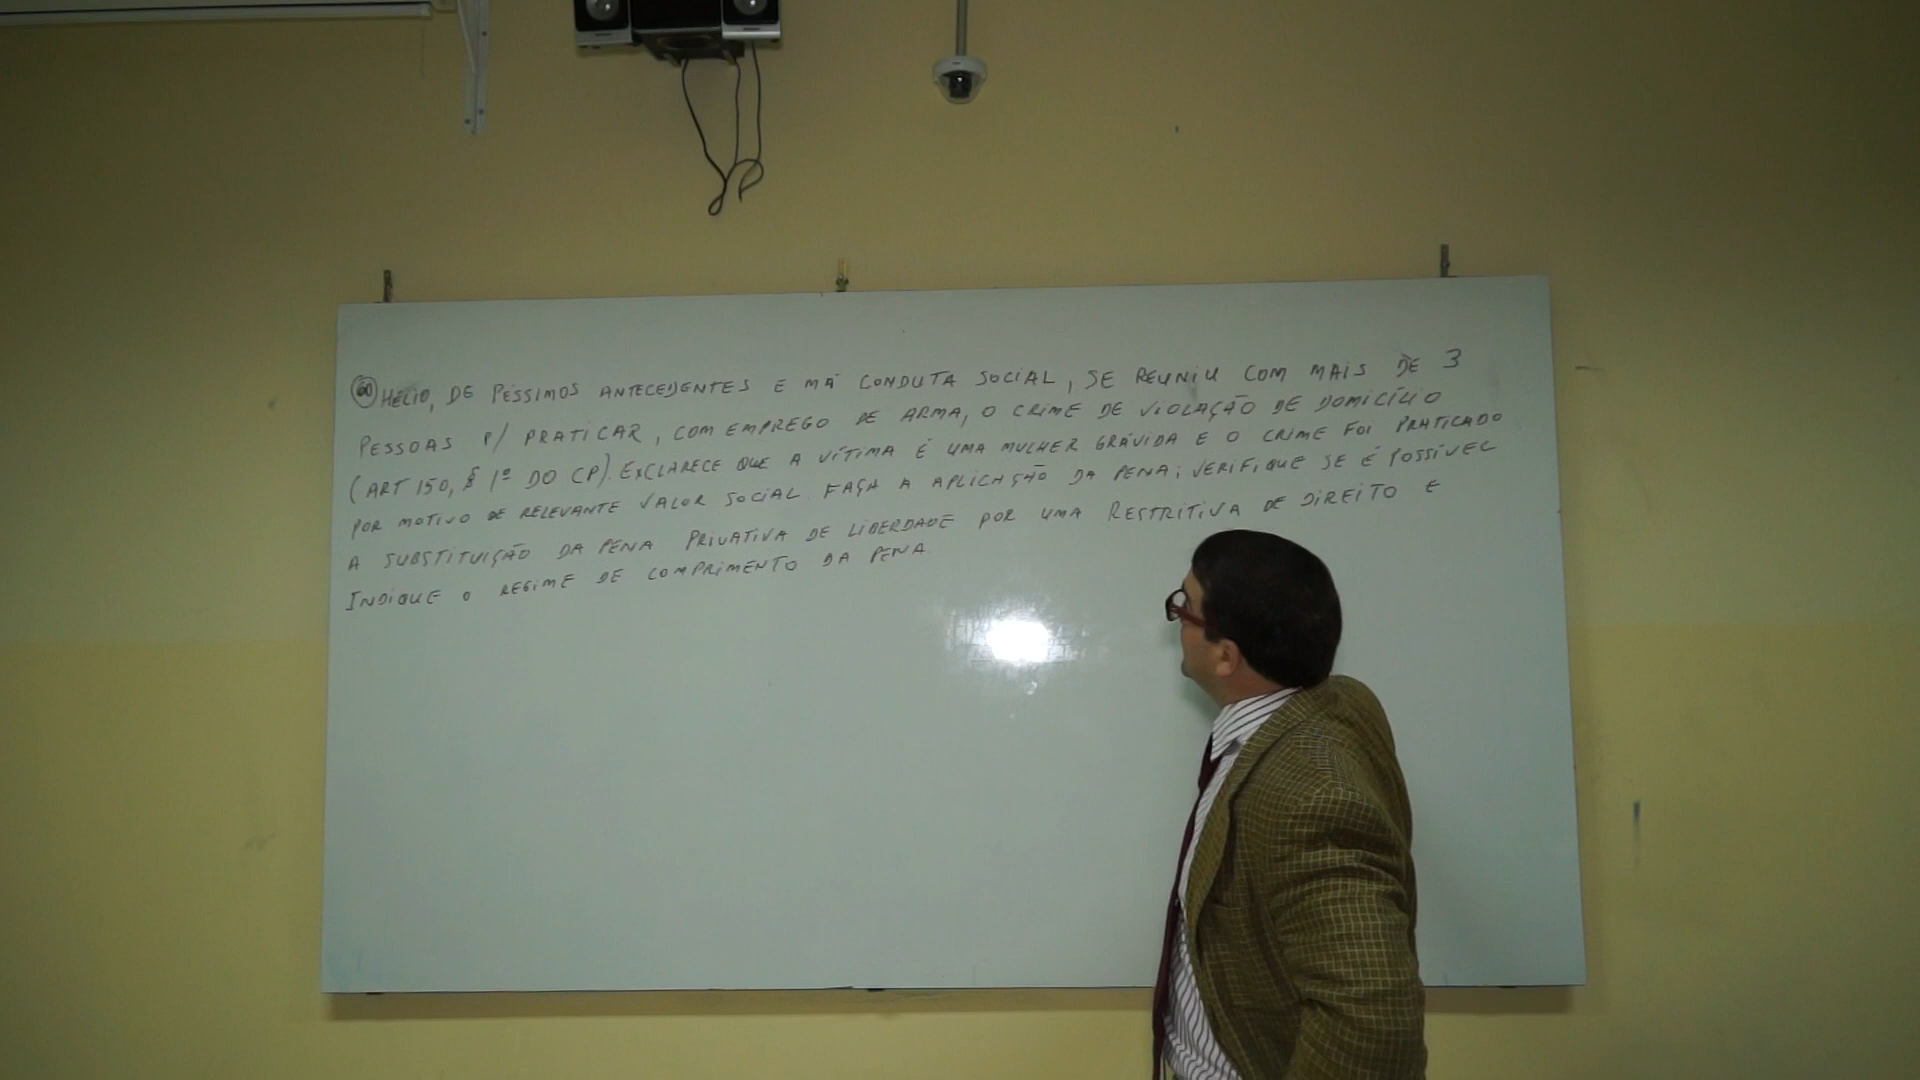 60 HÉLIO, DE PÉSSIMOS ANTECEDENTES E MÁ CONDUTA SOCIAL, SE REUNIU COM MAIS DE 3
PESSOAS P/ PRATICAR, COM EMPREGO DE ARMA, O CRIME DE VIOLAÇÃO DE DOMICÍLIO
(ART 150, § 1º DO CP). EXCLARECE QUE A VÍTIMA É UMA MULHER GRÁVIDA E O CRIME FOI PRATICADO
POR MOTIVO DE RELEVANTE VALOR SOCIAL. FAÇA A APLICAÇÃO DA PENA; VERIFIQUE SE É POSSÍVEL
A SUBSTITUIÇÃO DA PENA PRIVATIVA DE LIBERDADE POR UMA RESTRITIVA DE DIREITO E
INDIQUE O REGIME DE COMPRIMENTO DA PENA.